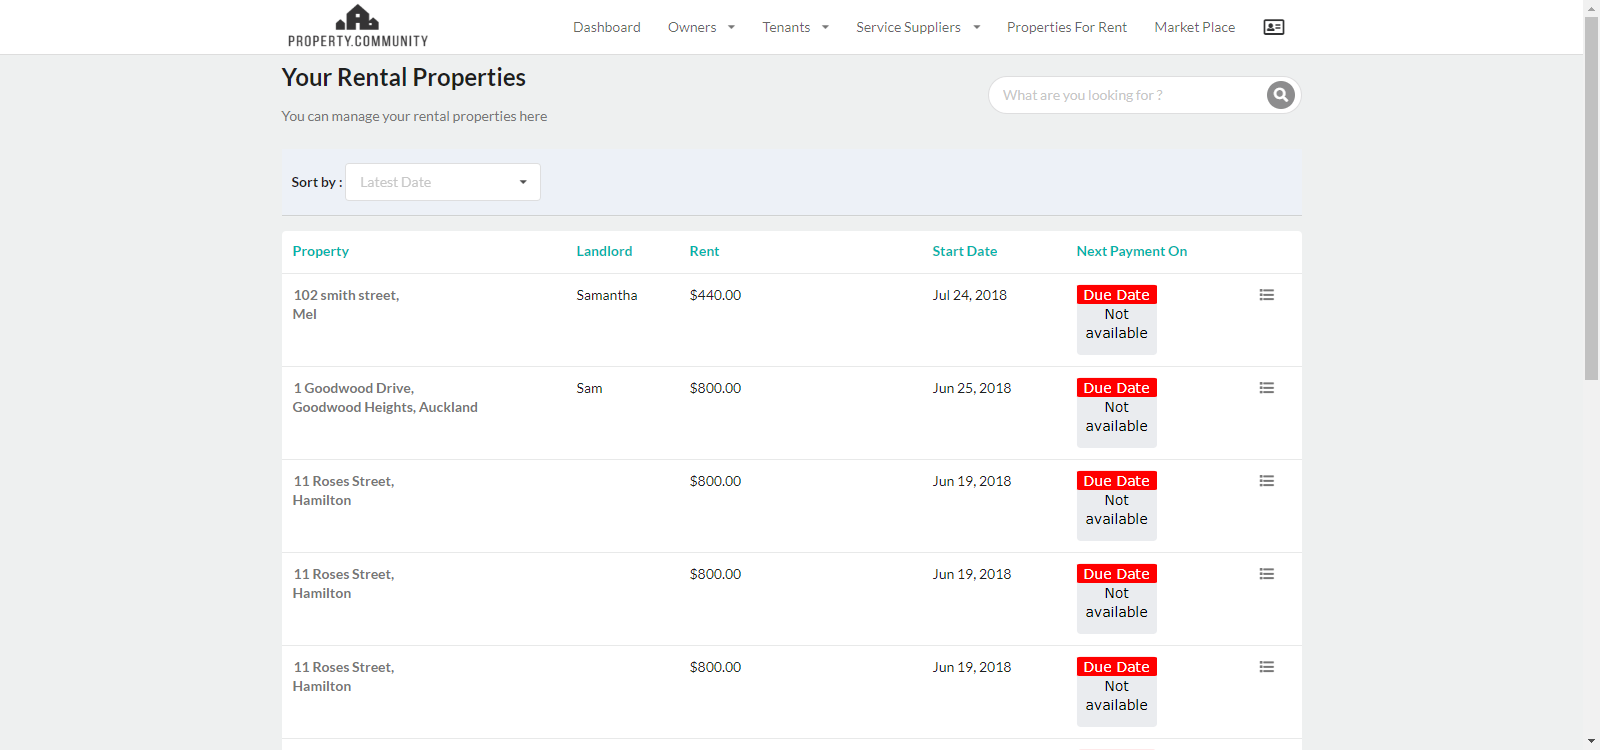 PROPERTY.COMMUNITY
Dashboard Owners Tenants Service Suppliers Properties For Rent Market Place
Your Rental Properties
What are you looking for ?
You can manage your rental properties here
Sort by : Latest Date
Property Landlord Rent Start Date Next Payment On
102 smith street, Samantha $440.00 Jul 24, 2018 Due Date
Mel Not
available
1 Goodwood Drive, Sam $800.00 Jun 25, 2018 Due Date
Goodwood Heights, Auckland Not
available
11 Roses Street, $800.00 Jun 19, 2018 Due Date
Hamilton Not
available
11 Roses Street, $800.00 Jun 19, 2018 Due Date
Hamilton Not
available
11 Roses Street, $800.00 Jun 19, 2018 Due Date
Hamilton Not
available